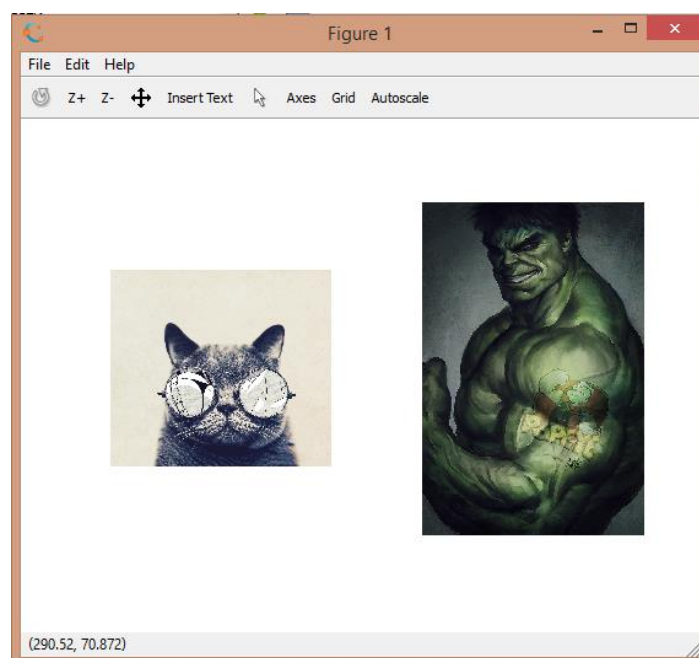 Figure 1
File Edit Help
Z+ Z- Insert Text Axes Grid Autoscale
(290.52, 70.872)